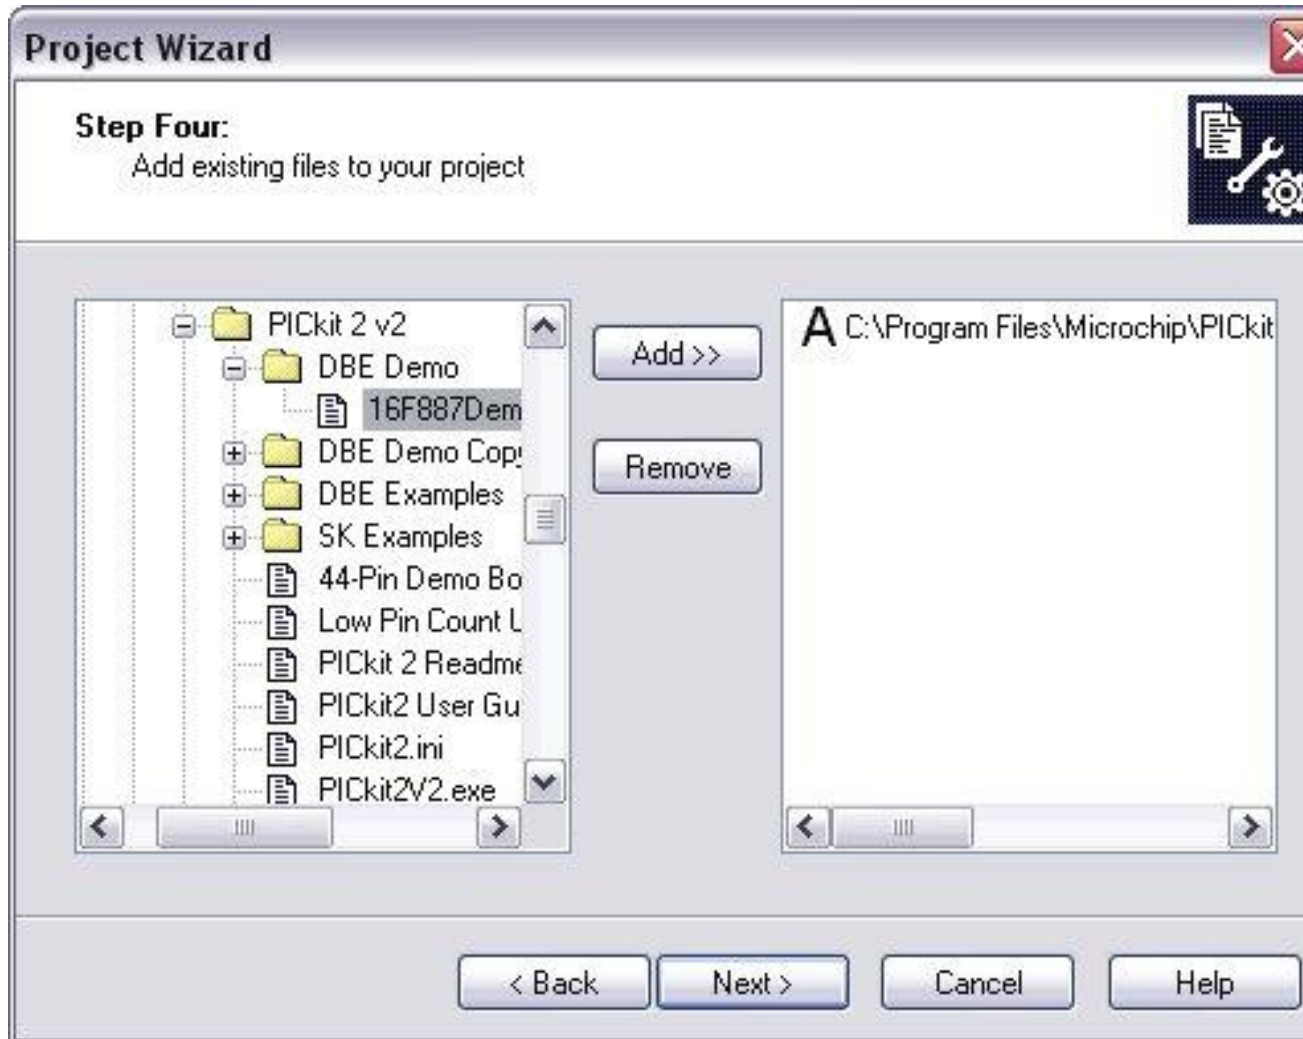 Project Wizard
Step Four:
Add existing files to your project
PICkit 2 v2
DBE Demo
16F887Dem
DBE Demo Copy
DBE Examples
SK Examples
44-Pin Demo Bo
Low Pin Count U
PICkit 2 Readme
PICkit2 User Gu
PICkit2.ini
PICkit2V2.exe
Add >>
Remove
A C:\Program Files\Microchip\PICkit
< Back
Next >
Cancel
Help